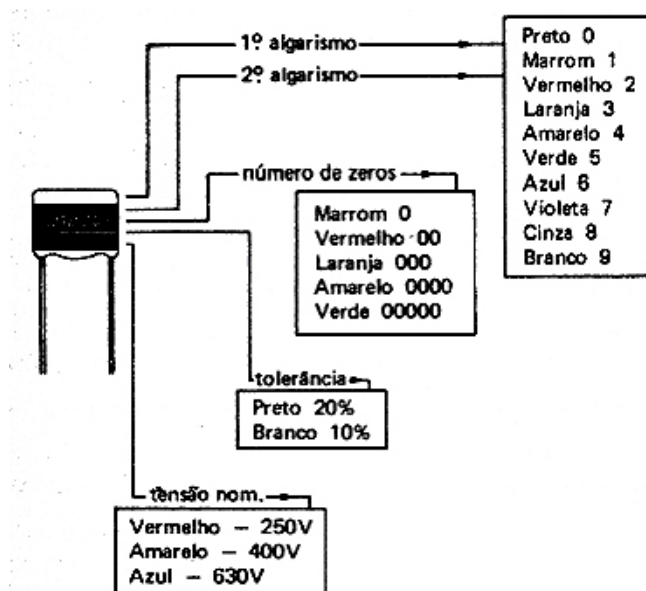 1º algarismo
2º algarismo
Preto 0
Marrom 1
Vermelho 2
Laranja 3
Amarelo 4
Verde 5
Azul 6
Violeta 7
Cinza 8
Branco 9
número de zeros
Marrom 0
Vermelho 00
Laranja 000
Amarelo 0000
Verde 00000
tolerância
Preto 20%
Branco 10%
tensão nom.
Vermelho – 250V
Amarelo – 400V
Azul – 630V